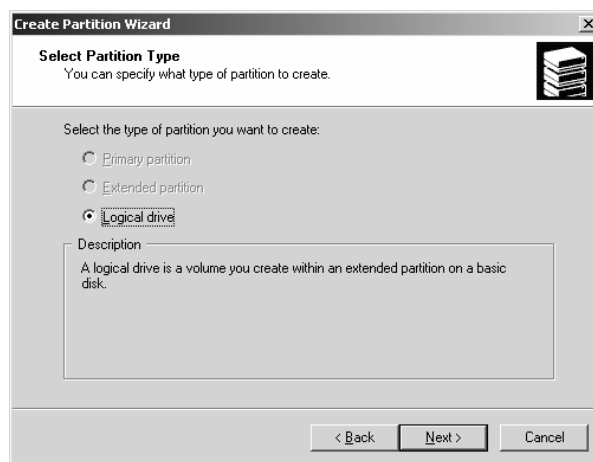 Create Partition Wizard
Select Partition Type
You can specify what type of partition to create.
Select the type of partition you want to create:
Primary partition
Extended partition
Logical drive
Description
A logical drive is a volume you create within an extended partition on a basic
disk.
< Back
Next >
Cancel